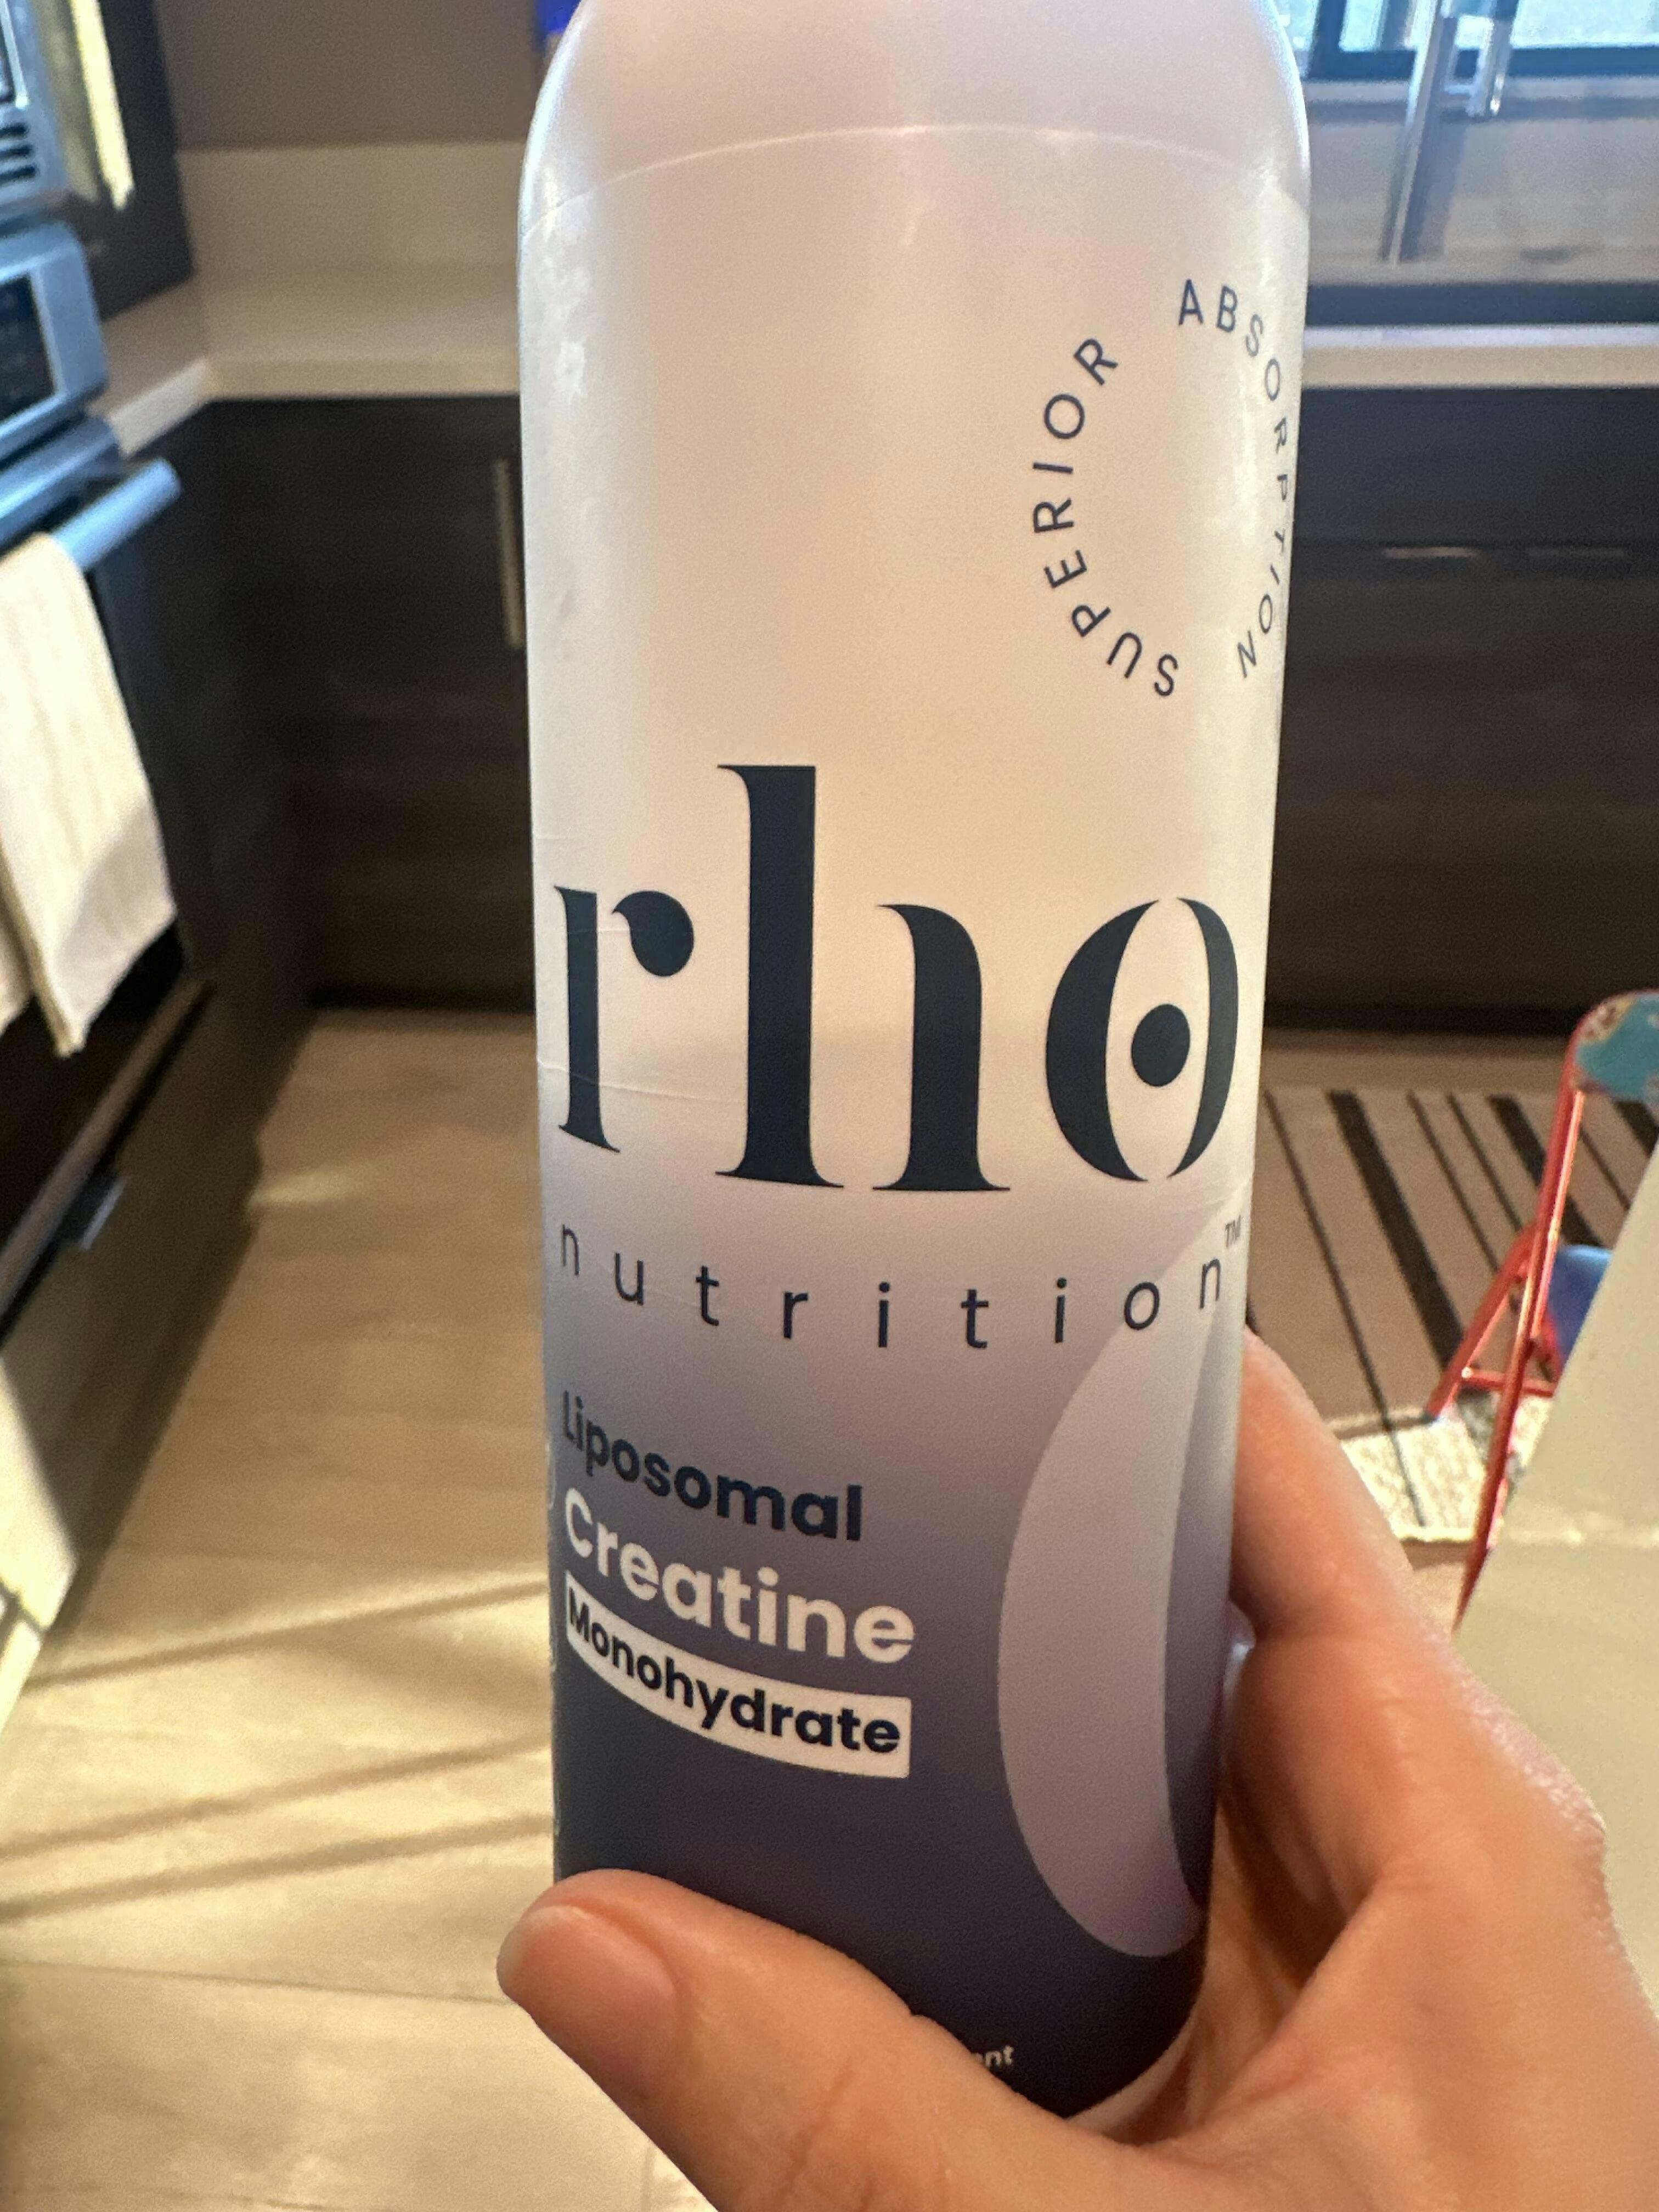 SUPERIOR ABSORPTION
rho
nutrition™
Liposomal
Creatine
Monohydrate